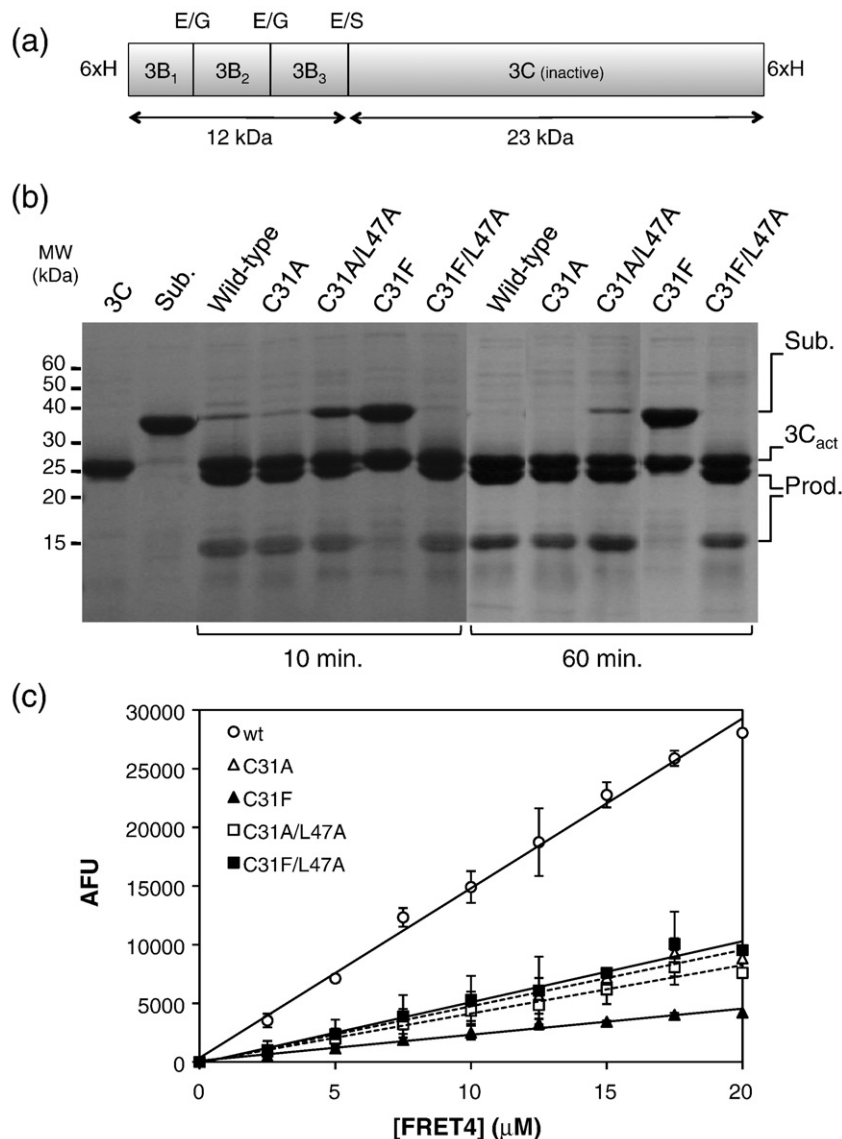 (a)
E/G E/G E/S
6xH 3B₁ 3B₂ 3B₃ 3C (inactive) 6xH
12 kDa 23 kDa
(b)
MW
(kDa)
3C Sub. Wild-type C31A C31A/L47A C31F C31F/L47A Wild-type C31A C31A/L47A C31F C31F/L47A
Sub.
60
50
40
30
3Cact
25
Prod.
20
15
10 min. 60 min.
(c)
30000
25000
20000
15000
10000
5000
0
AFU
wt
C31A
C31F
C31A/L47A
C31F/L47A
0 5 10 15 20
[FRET4] (μM)